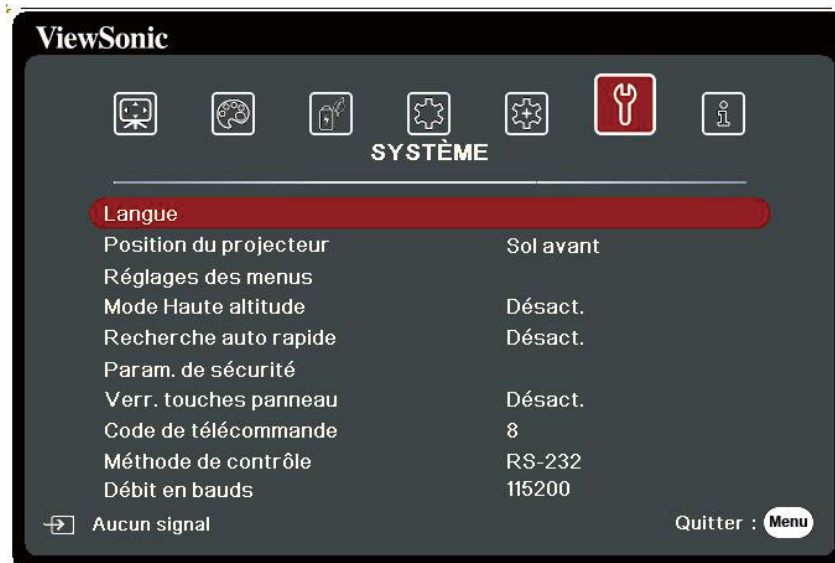 ViewSonic
SYSTÈME
Langue
Position du projecteur Sol avant
Réglages des menus
Mode Haute altitude Désact.
Recherche auto rapide Désact.
Param. de sécurité
Verr. touches panneau Désact.
Code de télécommande 8
Méthode de contrôle RS-232
Débit en bauds 115200
Aucun signal Quitter : Menu